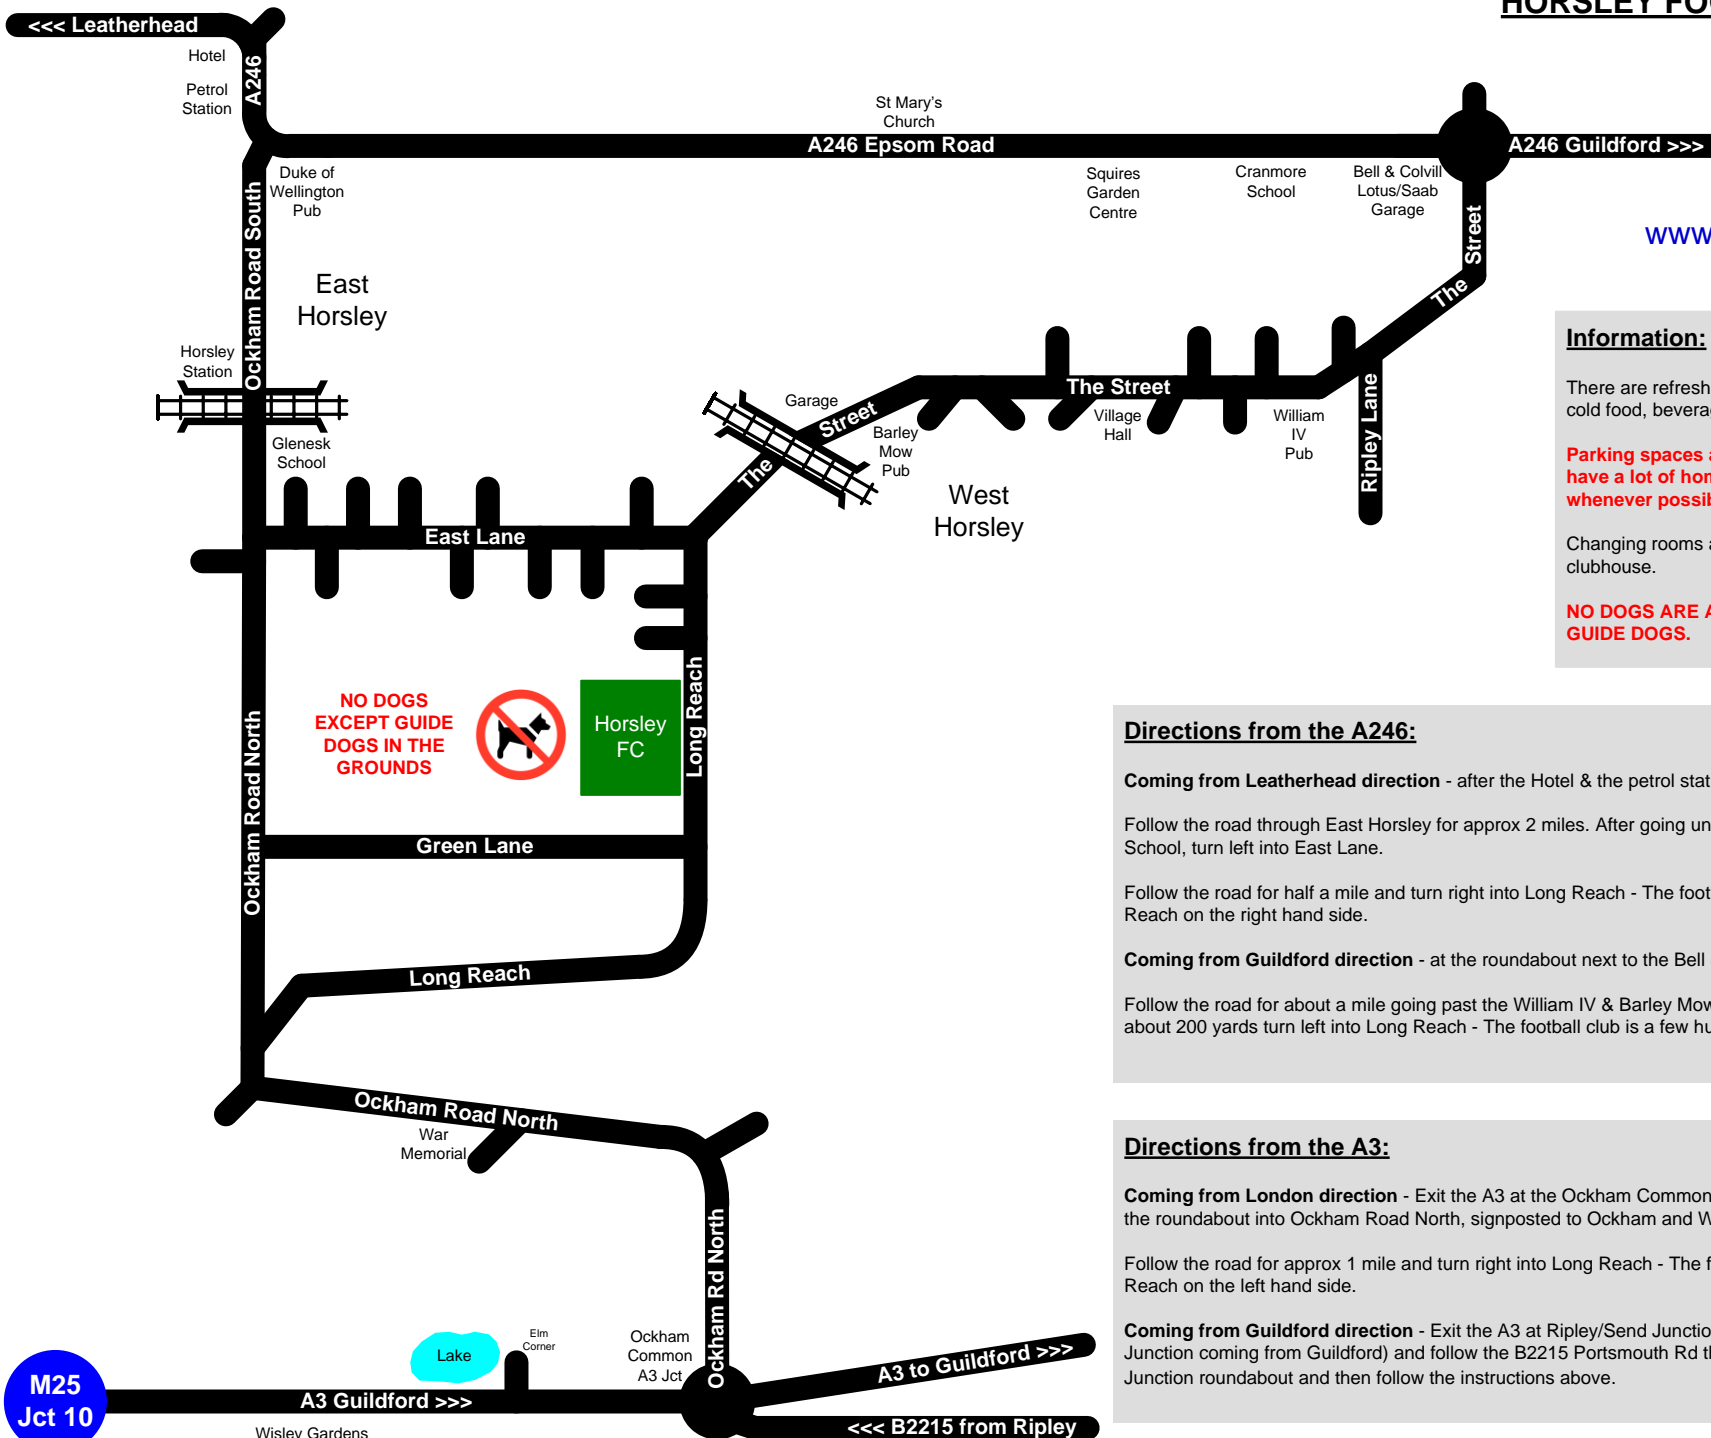 HORSLEY
<<< Leatherhead
Hotel
A246
Petrol
Station
St Mary's
Church
A246 Epsom Road
A246 Guildford >>>
Duke of
Wellington
Pub
Squires
Garden
Centre
Cranmore
School
Bell & Colvill
Lotus/Saab
Garage
www
Ockham Road South
East
Horsley
The
Street
Horsley
Station
Glenesk
School
Garage
The
Street
Barley
Mow
Pub
The Street
Village
Hall
William
IV
Pub
Ripley Lane
West
Horsley
East Lane
NO DOGS
EXCEPT GUIDE
DOGS IN THE
GROUNDS
Horsley
FC
Long Reach
Ockham Road North
Green Lane
Long Reach
Ockham Road North
War
Memorial
Ockham Rd North
Lake
Elm
Corner
Ockham
Common
A3 Jct
A3 to Guildford >>>
M25
Jct 10
A3 Guildford >>>
<<< B2215 from Ripley
Wisley Gardens
Information:
There are
cold food,
Parking spaces
have a lot of
whenever
Changing rooms
clubhouse.
NO DOGS ARE
GUIDE DOGS.
Directions from the A246:
Coming from Leatherhead direction - after the Hotel & the petrol
Follow the road through East Horsley for approx 2 miles. After going
School, turn left into East Lane.
Follow the road for half a mile and turn right into Long Reach - The
Reach on the right hand side.
Coming from Guildford direction - at the roundabout next to the Bell
Follow the road for about a mile going past the William IV & Barley Mow
about 200 yards turn left into Long Reach - The football club is a few
Directions from the A3:
Coming from London direction - Exit the A3 at the Ockham Common
the roundabout into Ockham Road North, signposted to Ockham and
Follow the road for approx 1 mile and turn right into Long Reach - The
Reach on the left hand side.
Coming from Guildford direction - Exit the A3 at Ripley/Send
Junction coming from Guildford) and follow the B2215 Portsmouth Rd
Junction roundabout and then follow the instructions above.